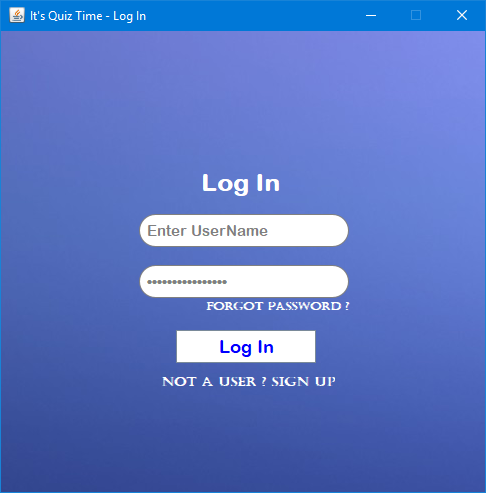 It's Quiz Time - Log In
Log In
Enter UserName
••••••••••••••••
FORGOT PASSWORD ?
Log In
NOT A USER ? SIGN UP